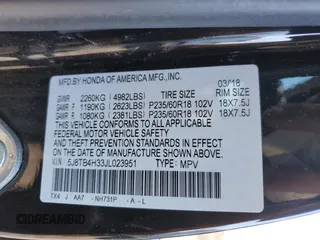 MFD.BY HONDA OF AMERICA MFG.,INC. 03/18
GVWR 2260KG (4982LBS) TIRE SIZE RIM SIZE
GAWR F 1190KG (2623LBS) P235/60R18 102V 18X7.5J
GAWR R 1080KG (2381LBS) P235/60R18 102V 18X7.5J
THIS VEHICLE CONFORMS TO ALL APPLICABLE
FEDERAL MOTOR VEHICLE SAFETY AND THEFT
PREVENTION STANDARDS IN EFFECT ON THE DATE
OF MANUFACTURE SHOWN ABOVE.
V.I.N.: 5J8TB4H33JL023951 TYPE: MPV
TX4 J AA7 -NH731P -A -L
DREAMBID